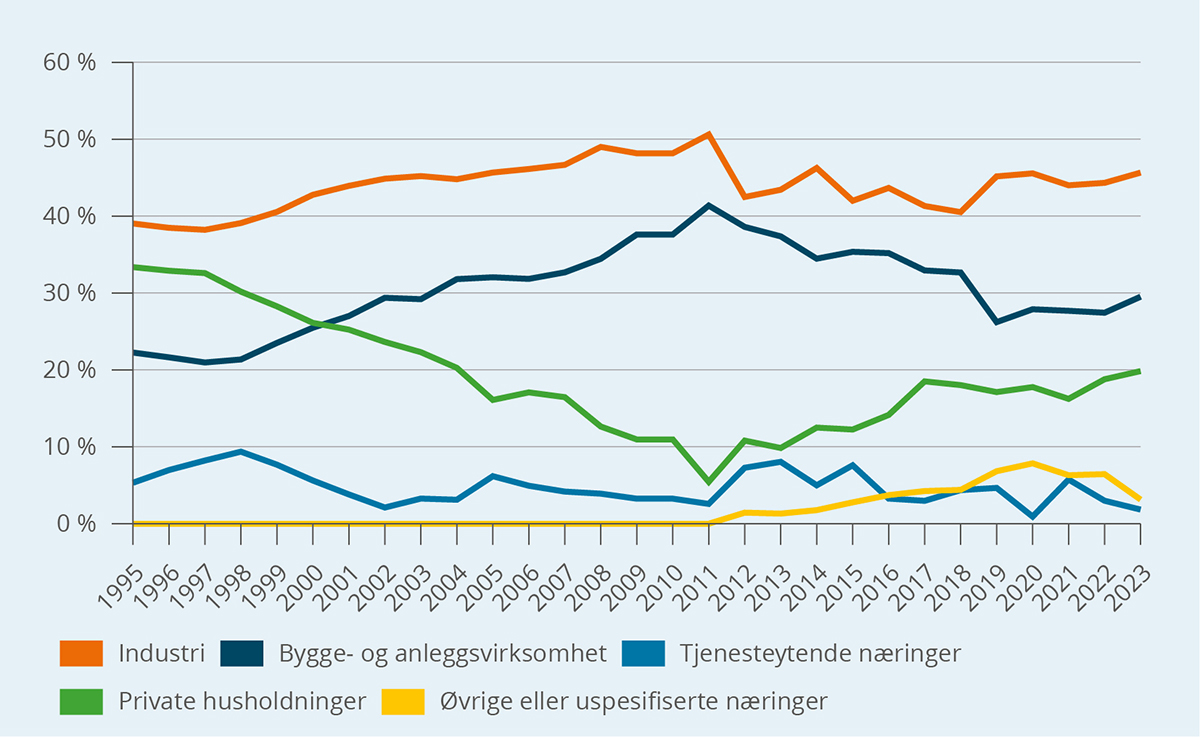 60 %
50 %
40 %
30 %
20 %
10 %
0 %
1995 1996 1997 1998 1999 2000 2001 2002 2003 2004 2005 2006 2007 2008 2009 2010 2011 2012 2013 2014 2015 2016 2017 2018 2019 2020 2021 2022 2023
Industri Bygge- og anleggsvirksomhet Tjenesteytende næringer
Private husholdninger Øvrige eller uspesifiserte næringer